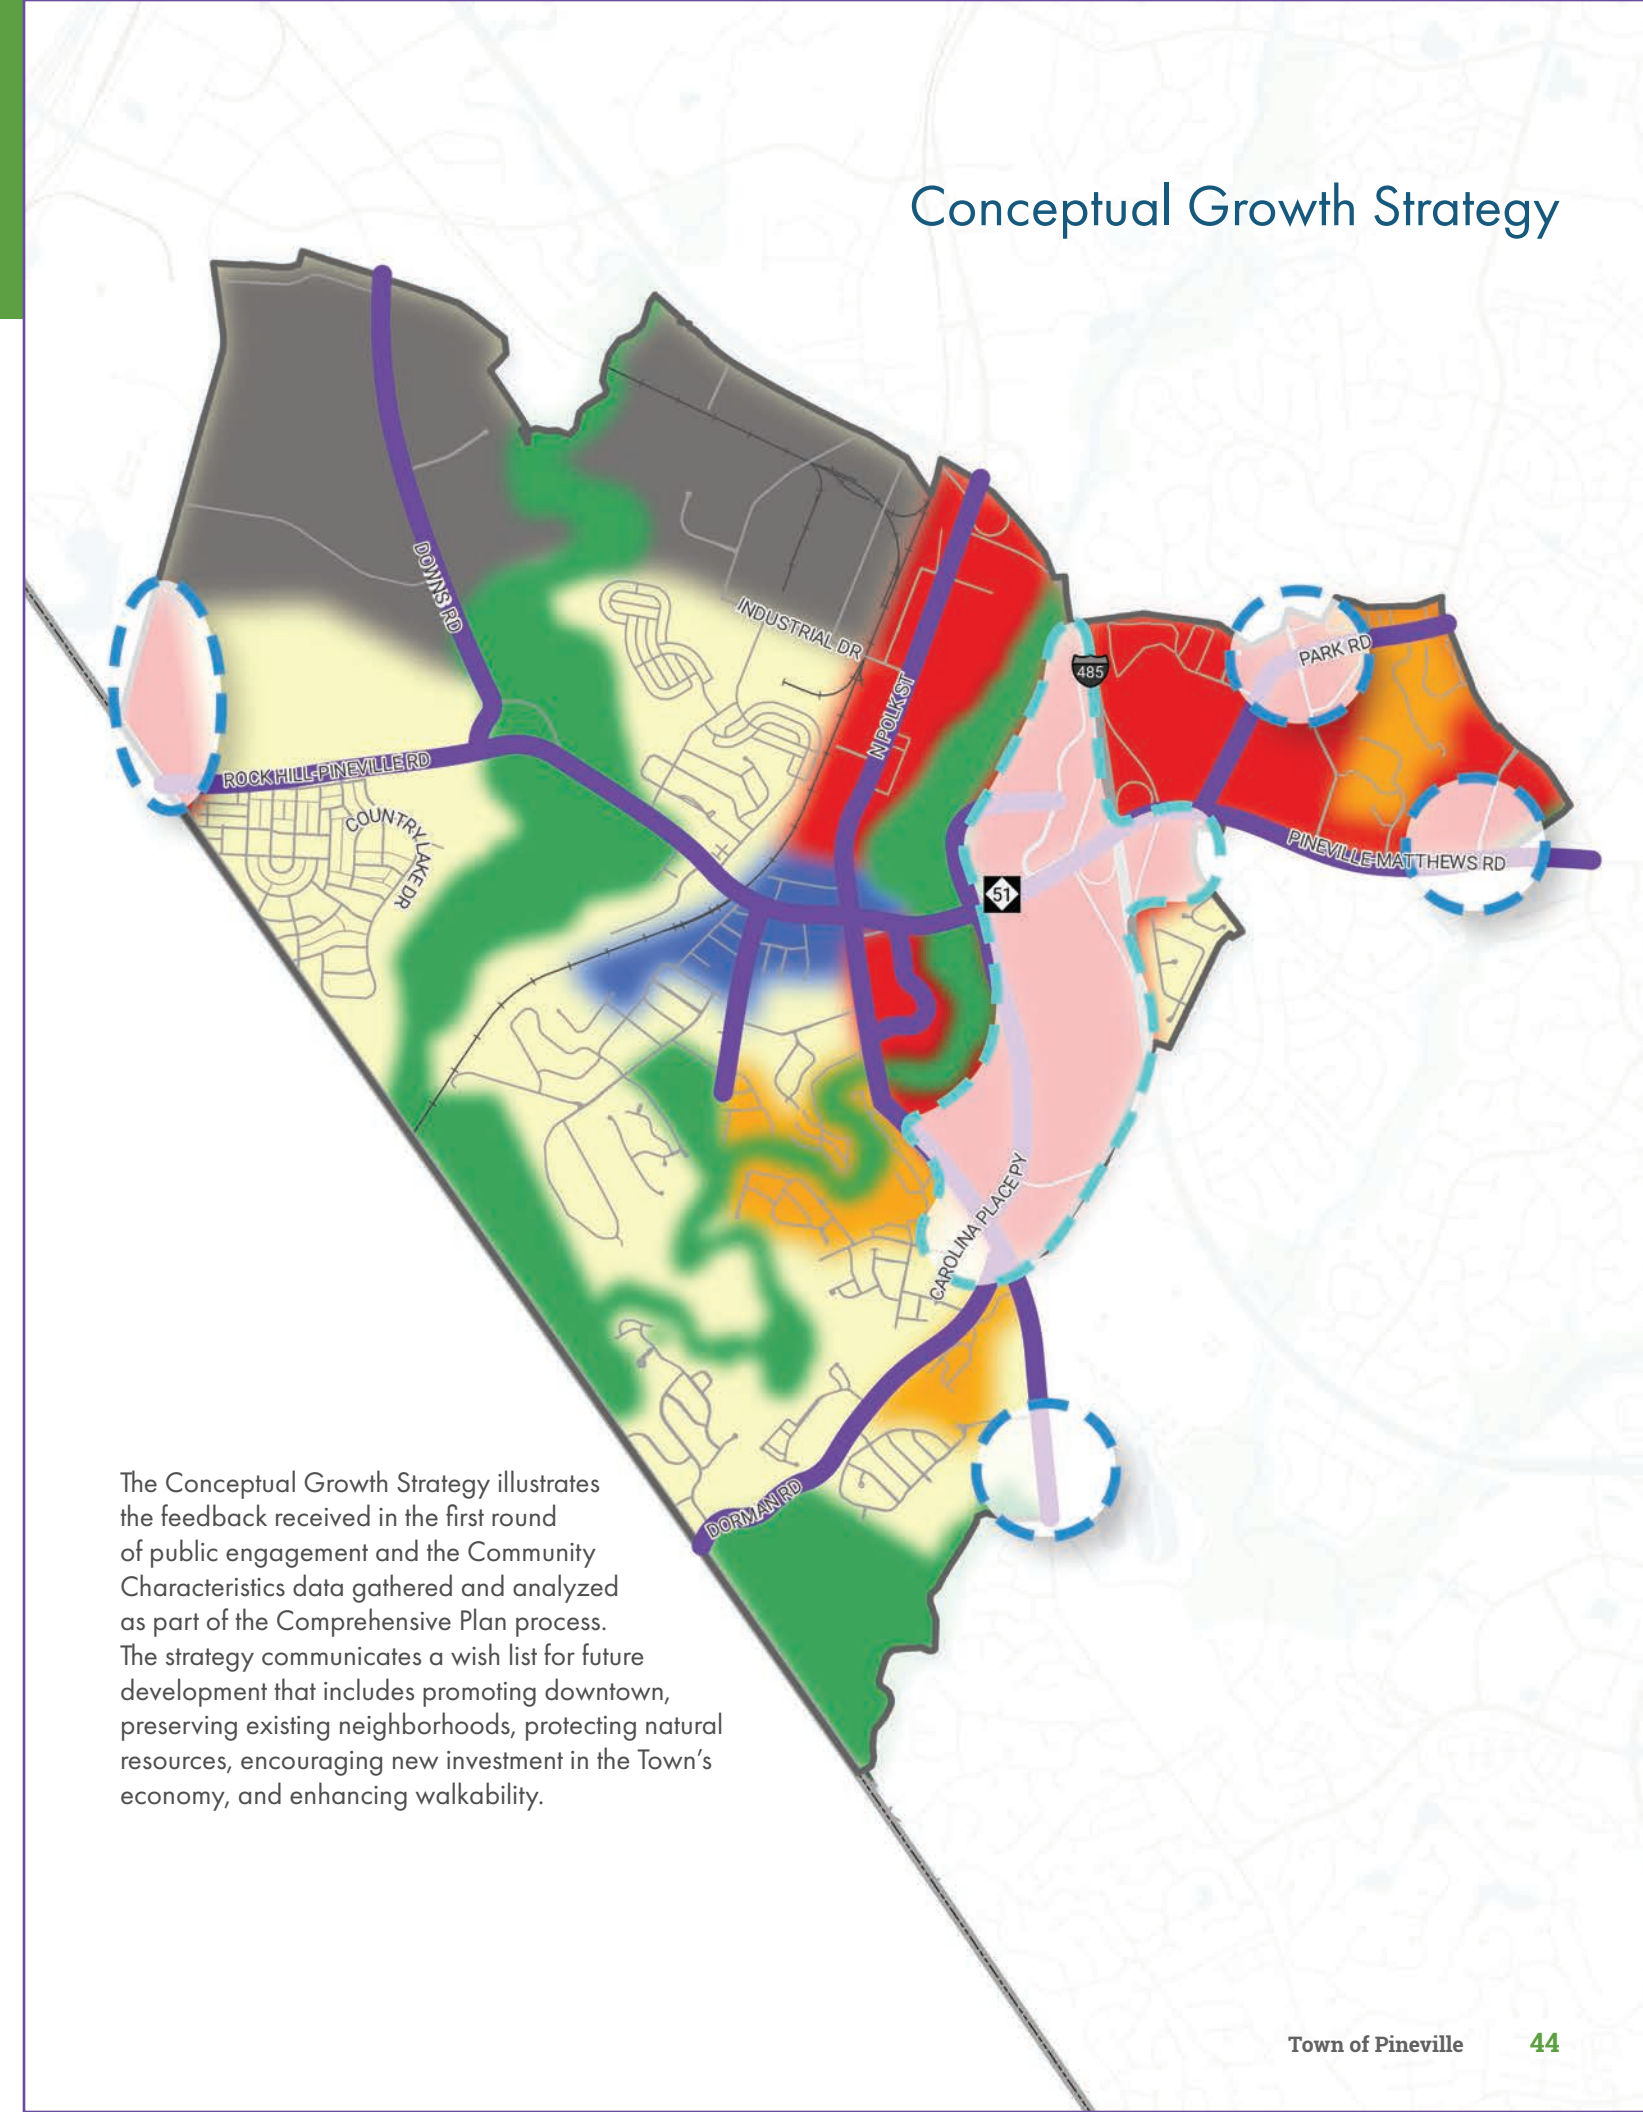 Conceptual Growth Strategy
DOWNS RD
INDUSTRIAL DR
485
PARK RD
N POLK ST
ROCK HILL-PINEVILLE RD
COUNTRY LAKE DR
PINEVILLE-MATTHEWS RD
51
CAROLINA PLACE PY
DORMAN RD
The Conceptual Growth Strategy illustrates
the feedback received in the first round
of public engagement and the Community
Characteristics data gathered and analyzed
as part of the Comprehensive Plan process.
The strategy communicates a wish list for future
development that includes promoting downtown,
preserving existing neighborhoods, protecting natural
resources, encouraging new investment in the Town's
economy, and enhancing walkability.
Town of Pineville 44